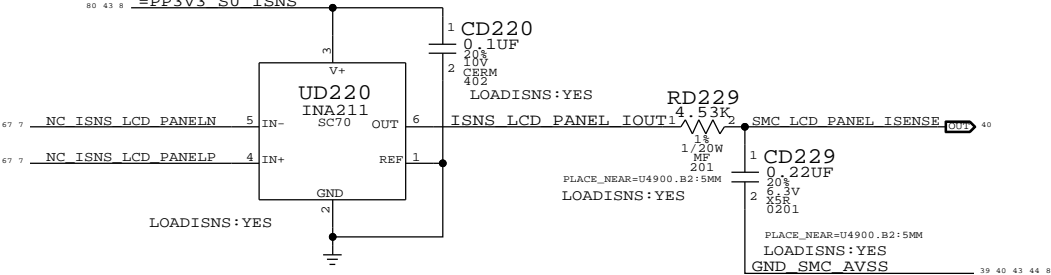 80 43 8 =PP3V3_S0_ISNS
1 CD220
0.1UF
20%
10V
2 CERM
402
LOADISNS:YES
3
V+
UD220
INA211
SC70
67 7 NC_ISNS_LCD_PANELN 5 IN-
OUT 6 ISNS_LCD_PANEL_IOUT
67 7 NC_ISNS_LCD_PANELP 4 IN+
REF 1
GND
2
LOADISNS:YES
RD229
4.53K
1 2
1%
1/20W
MF
201
PLACE_NEAR=U4900.B2:5MM
LOADISNS:YES
SMC_LCD_PANEL_ISENSE OUT 40
1 CD229
0.22UF
20%
6.3V
2 X5R
0201
PLACE_NEAR=U4900.B2:5MM
LOADISNS:YES
GND_SMC_AVSS 39 40 43 44 8